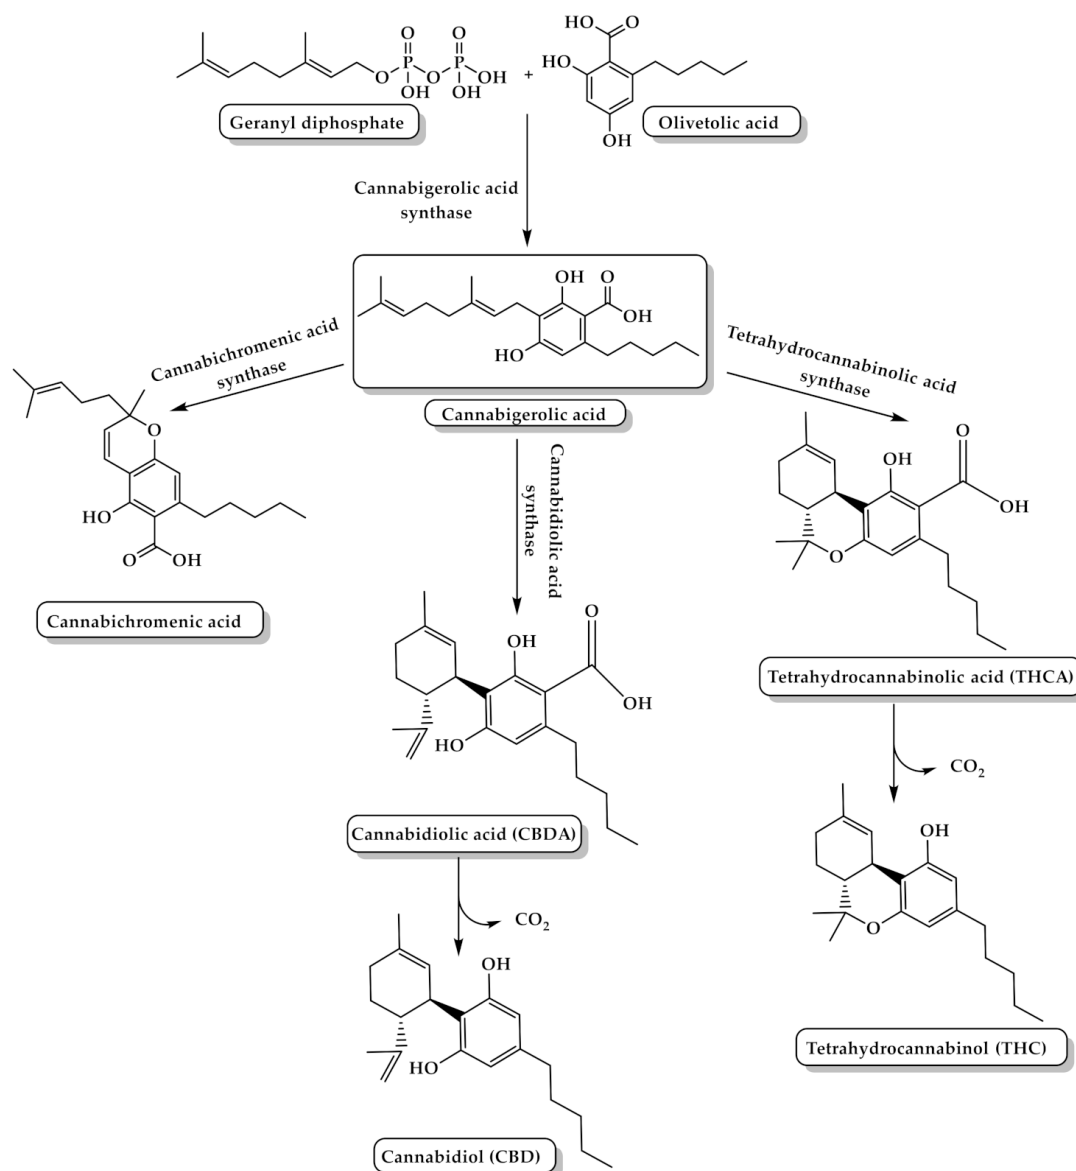 O
O
HO
O
P
P
HO
O
O
OH
+
OH
OH
OH
Geranyl diphosphate
Olivetolic acid
Cannabigerolic acid
synthase
OH
O
OH
HO
Cannabigerolic acid
Cannabichromenic acid
synthase
Tetrahydrocannabinolic acid
synthase
Cannabidiolic acid
synthase
O
HO
O
OH
Cannabichromenic acid
O
OH
OH
O
Tetrahydrocannabinolic acid (THCA)
O
OH
OH
HO
Cannabidiolic acid (CBDA)
CO2
CO2
OH
O
Tetrahydrocannabinol (THC)
OH
HO
Cannabidiol (CBD)